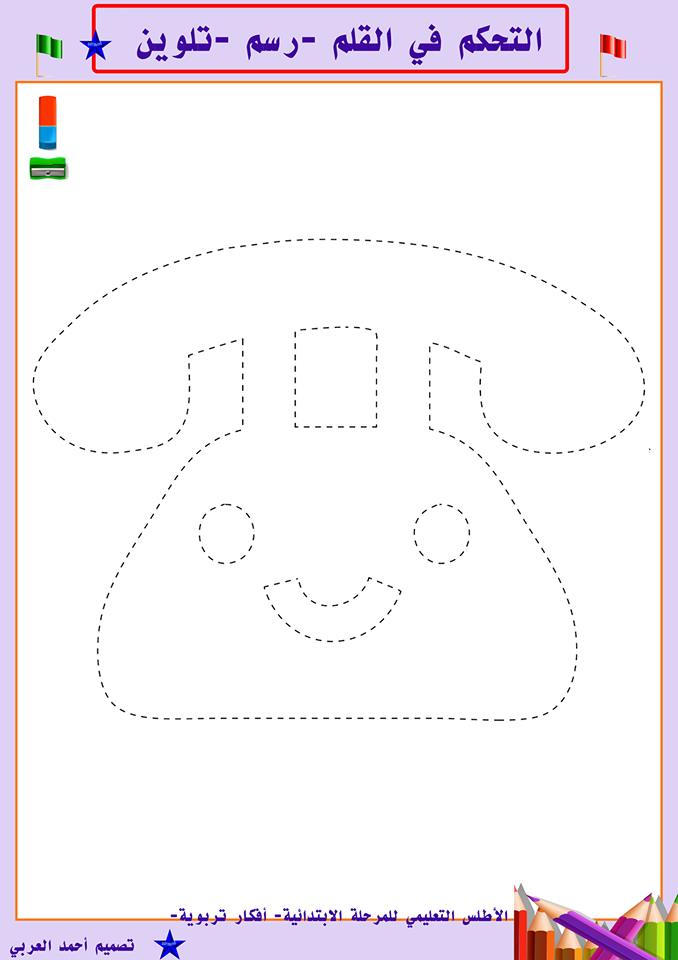 التحكم في القلم -رسم -تلوين
الأطلس التعليمي للمرحلة الابتدائية- أفكار تربوية-
تصميم أحمد العربي